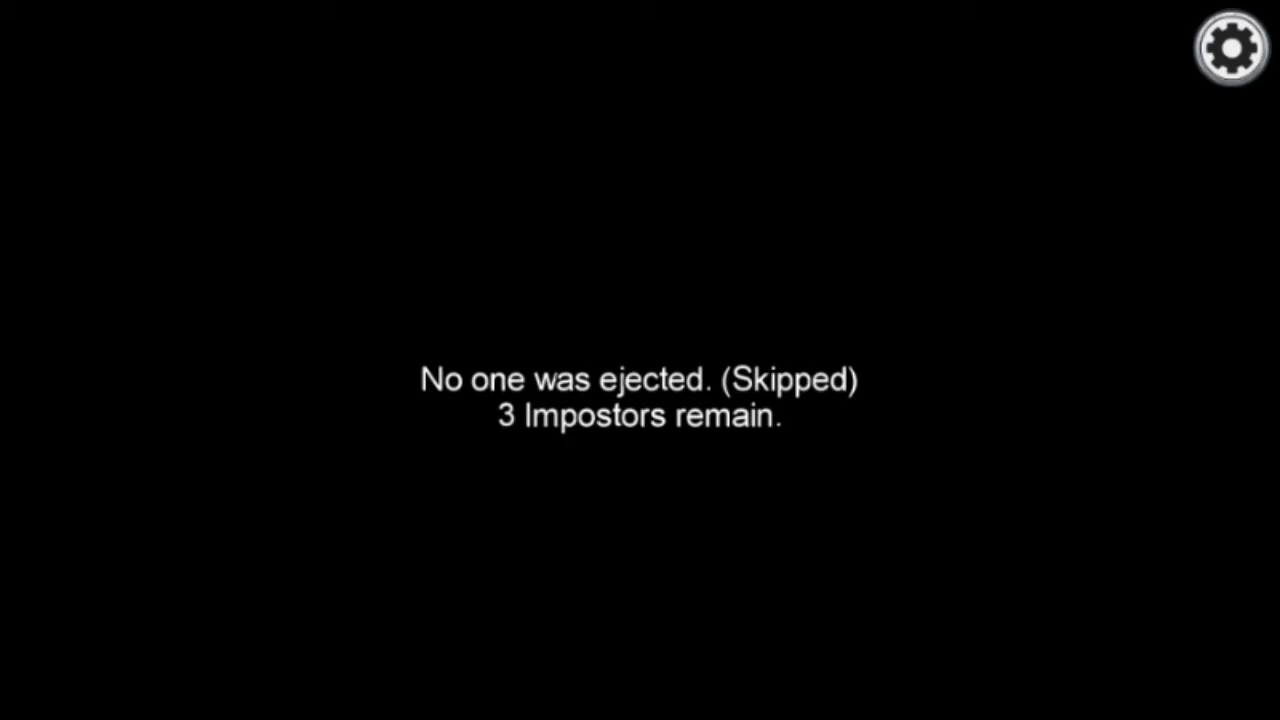 No one was ejected. (Skipped)
3 Impostors remain.